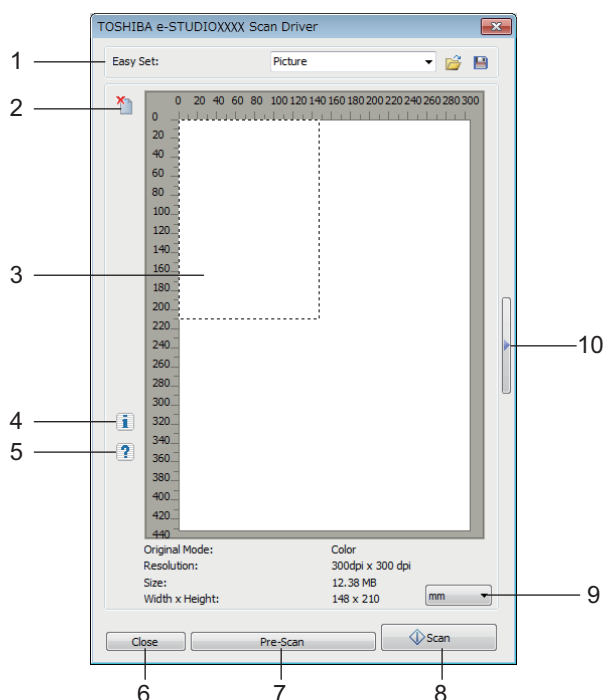 TOSHIBA e-STUDIOXXXX Scan Driver
1
Easy Set:
Picture
2
0 20 40 60 80 100 120 140 160 180 200 220 240 260 280 300
0
20
40
60
80
100
120
140
3
160
180
200
220
240
10
260
280
300
4
320
340
5
360
380
400
420
440
Original Mode: Color
Resolution: 300dpi x 300 dpi
Size: 12.38 MB
Width x Height: 148 x 210
mm
9
Close
Pre-Scan
Scan
6 7 8